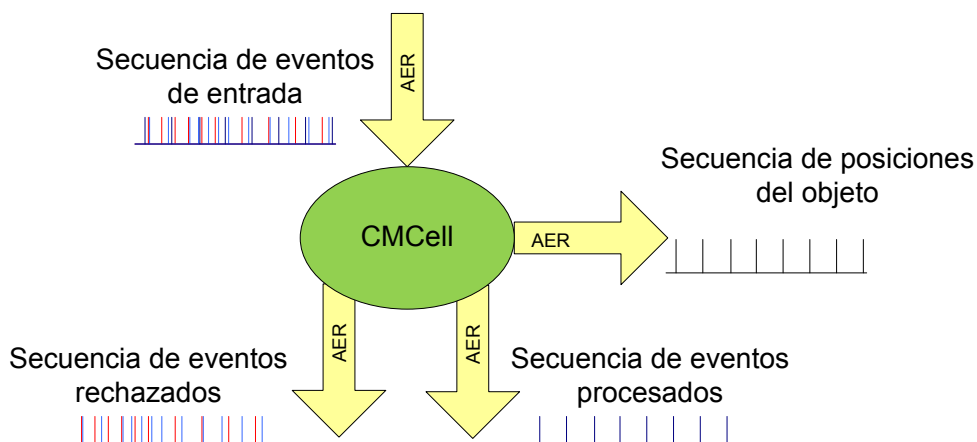 Secuencia de eventos
de entrada
AER
Secuencia de posiciones
del objeto
CMCell
AER
AER
AER
Secuencia de eventos
rechazados
Secuencia de eventos
procesados